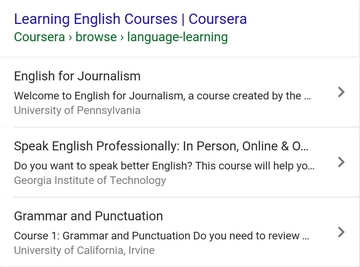 Learning English Courses | Coursera
Coursera › browse › language-learning
English for Journalism
Welcome to English for Journalism, a course created by the ...
University of Pennsylvania
Speak English Professionally: In Person, Online & O...
Do you want to speak better English? This course will help yo...
Georgia Institute of Technology
Grammar and Punctuation
Course 1: Grammar and Punctuation Do you need to review ...
University of California, Irvine